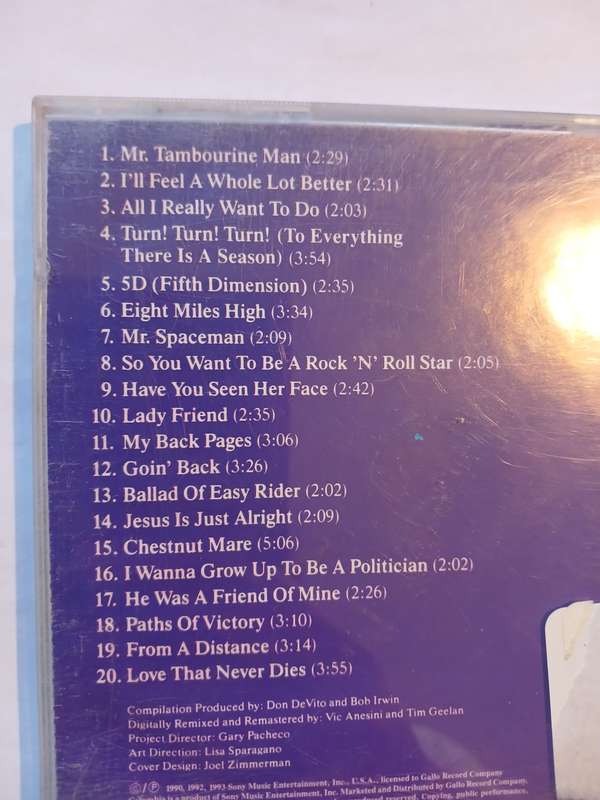 1. Mr. Tambourine Man (2:29)
2. I'll Feel A Whole Lot Better (2:31)
3. All I Really Want To Do (2:03)
4. Turn! Turn! Turn! (To Everything
There Is A Season) (3:54)
5. 5D (Fifth Dimension) (2:35)
6. Eight Miles High (3:34)
7. Mr. Spaceman (2:09)
8. So You Want To Be A Rock 'N' Roll Star (2:05)
9. Have You Seen Her Face (2:42)
10. Lady Friend (2:35)
11. My Back Pages (3:06)
12. Goin' Back (3:26)
13. Ballad Of Easy Rider (2:02)
14. Jesus Is Just Alright (2:09)
15. Chestnut Mare (5:06)
16. I Wanna Grow Up To Be A Politician (2:02)
17. He Was A Friend Of Mine (2:26)
18. Paths Of Victory (3:10)
19. From A Distance (3:14)
20. Love That Never Dies (3:55)
Compilation Produced by: Don DeVito and Bob Irwin
Digitally Remixed and Remastered by: Vic Anesini and Tim Geelan
Project Director: Gary Pacheco
Art Direction: Lisa Sparagano
Cover Design: Joel Zimmerman
©/℗ 1990, 1992, 1993 Sony Music Entertainment, Inc., U.S.A., licensed to Gallo Record Company
is a product of Sony Music Entertainment, Inc. Marketed and Distributed by Gallo Record Company.
reserved. Copying, public performance,